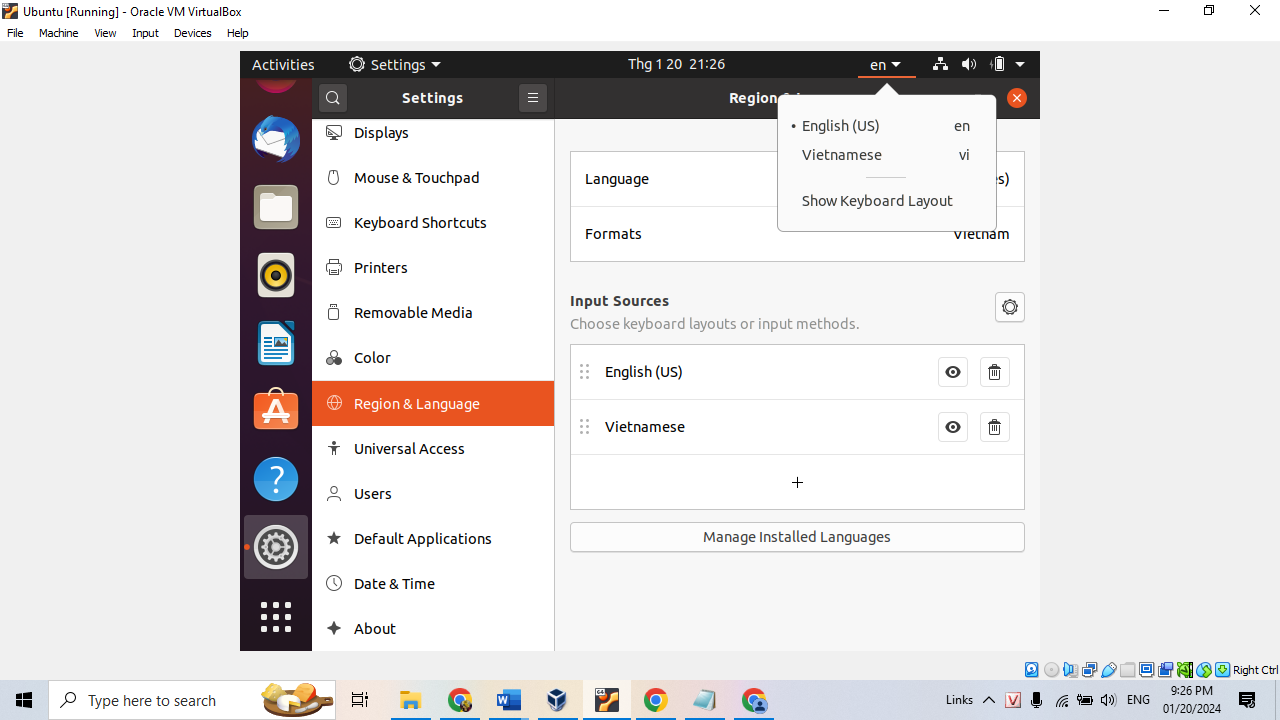 Ubuntu [Running] - Oracle VM VirtualBox
File Machine View Input Devices Help
Activities Settings Thg 1 20 21:26 en
Settings
Displays
Mouse & Touchpad
Keyboard Shortcuts
Printers
Removable Media
Color
Region & Language
Universal Access
Users
Default Applications
Date & Time
About
Region
English (US) en
Vietnamese vi
Show Keyboard Layout
Language
Formats Vietnam
Input Sources
Choose keyboard layouts or input methods.
English (US)
Vietnamese
Manage Installed Languages
Right Ctrl
Type here to search
Links
ENG
9:26 PM
01/20/2024